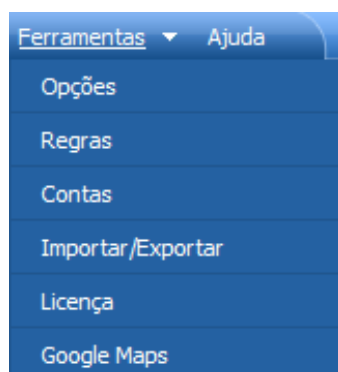 Ferramentas Ajuda
Opções
Regras
Contas
Importar/Exportar
Licença
Google Maps